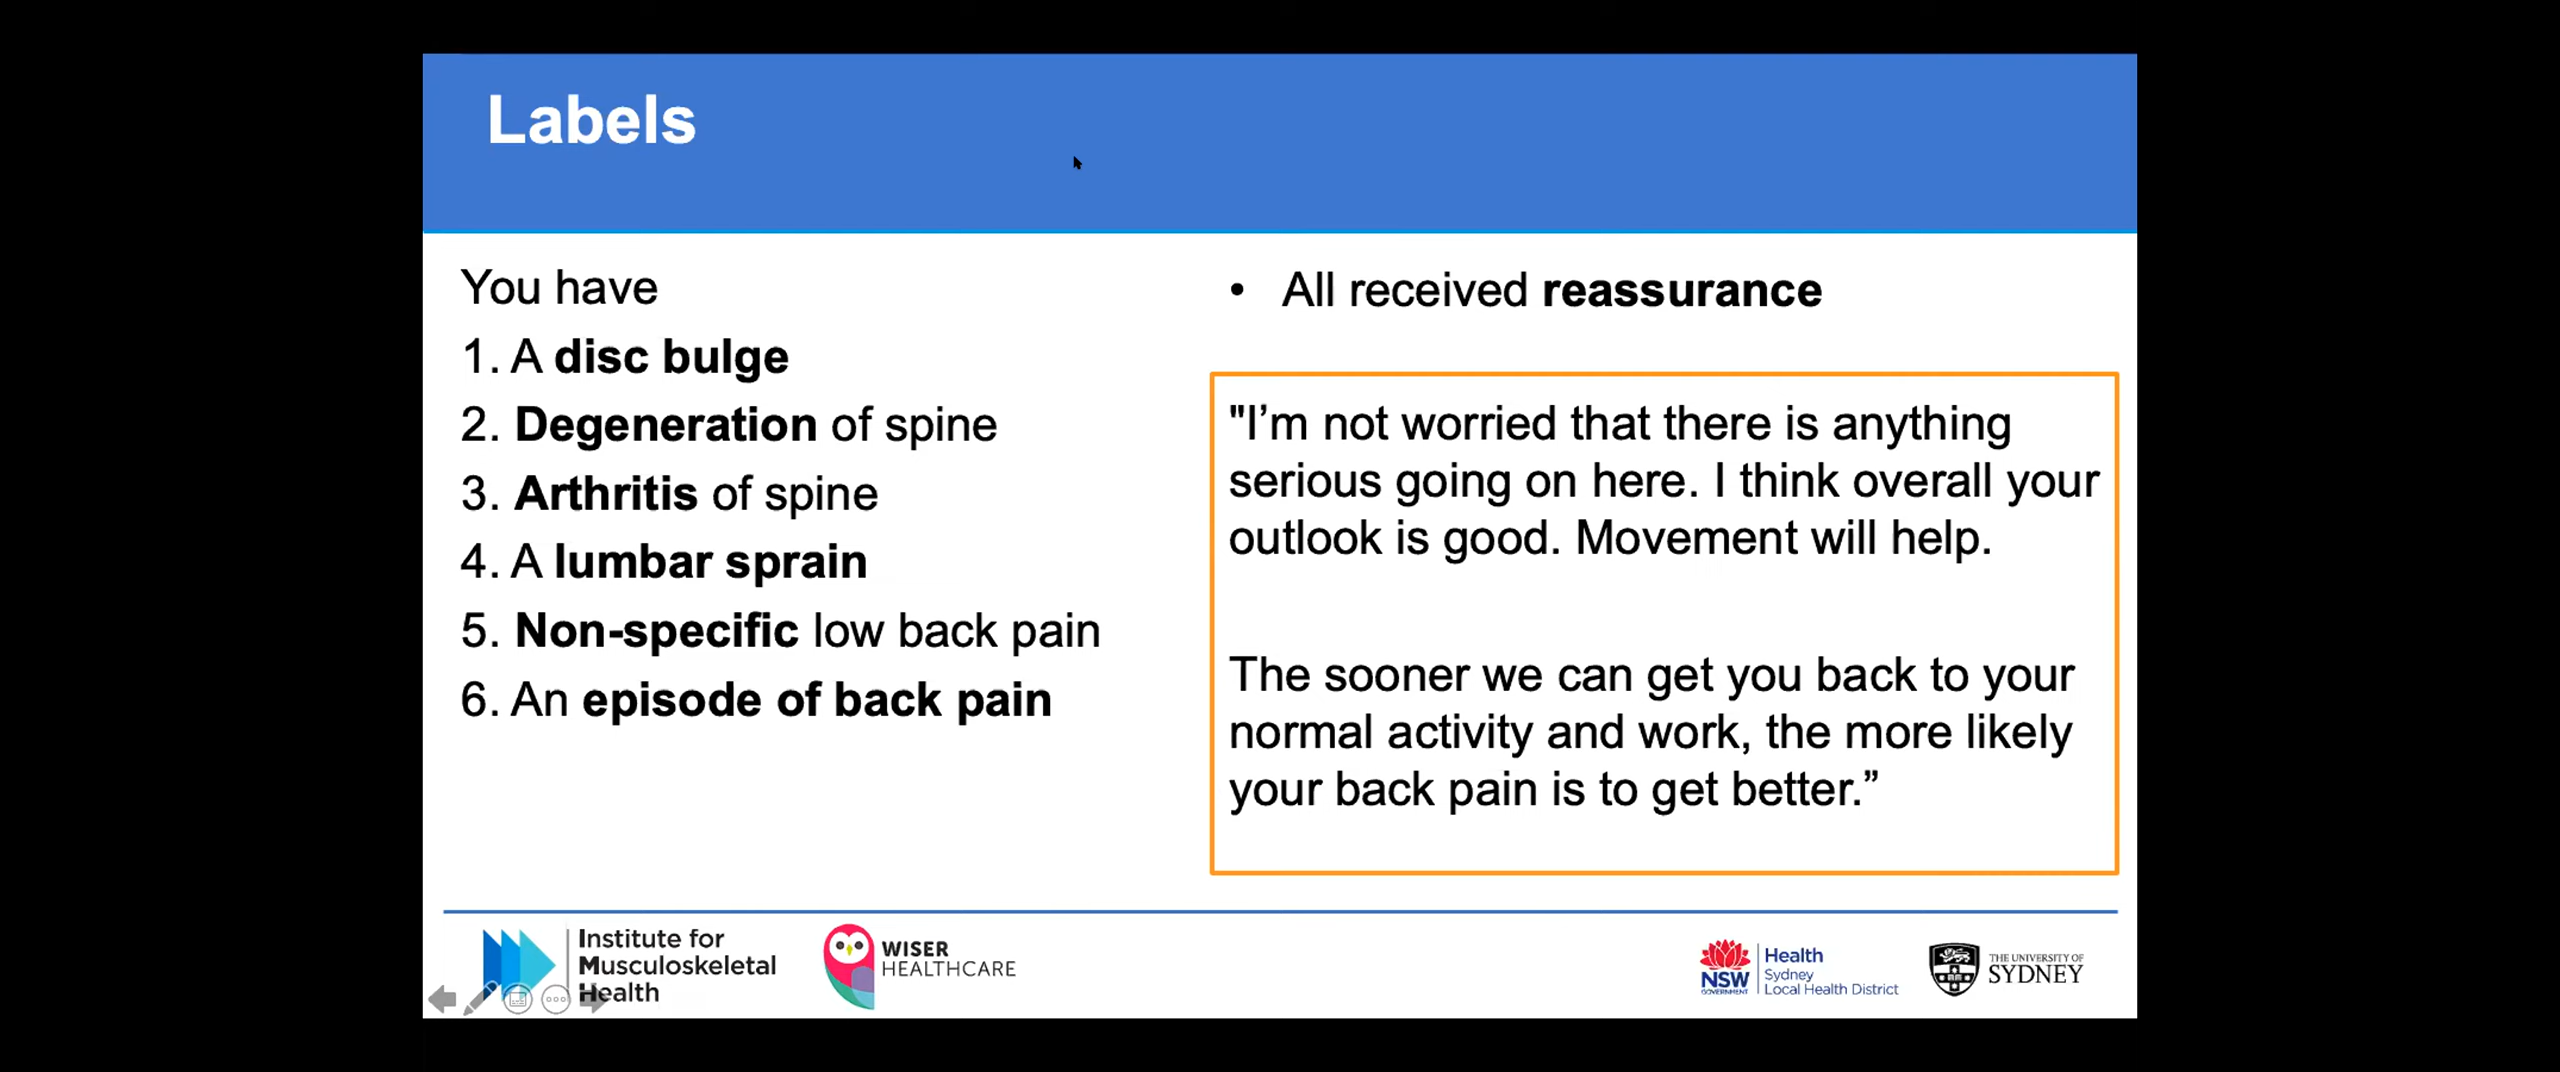 Labels
You have
1. A disc bulge
2. Degeneration of spine
3. Arthritis of spine
4. A lumbar sprain
5. Non-specific low back pain
6. An episode of back pain
• All received reassurance
"I’m not worried that there is anything
serious going on here. I think overall your
outlook is good. Movement will help.
The sooner we can get you back to your
normal activity and work, the more likely
your back pain is to get better.”
Institute for
Musculoskeletal
Health
WISER
HEALTHCARE
NSW
GOVERNMENT
Health
Sydney
Local Health District
THE UNIVERSITY OF
SYDNEY